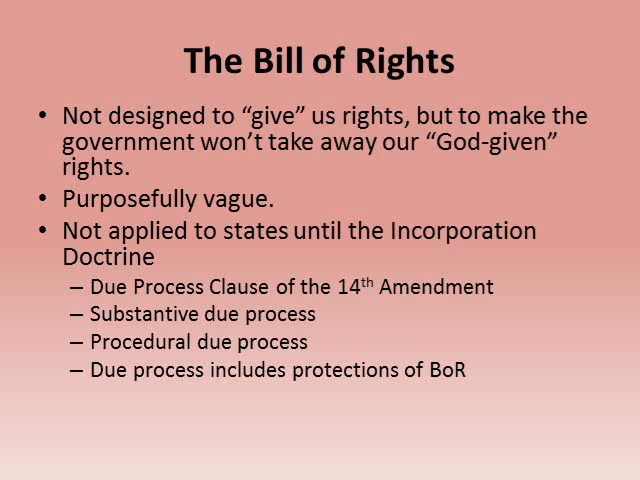 The Bill of Rights
• Not designed to “give” us rights, but to make the
government won’t take away our “God-given”
rights.
• Purposefully vague.
• Not applied to states until the Incorporation
Doctrine
– Due Process Clause of the 14th Amendment
– Substantive due process
– Procedural due process
– Due process includes protections of BoR